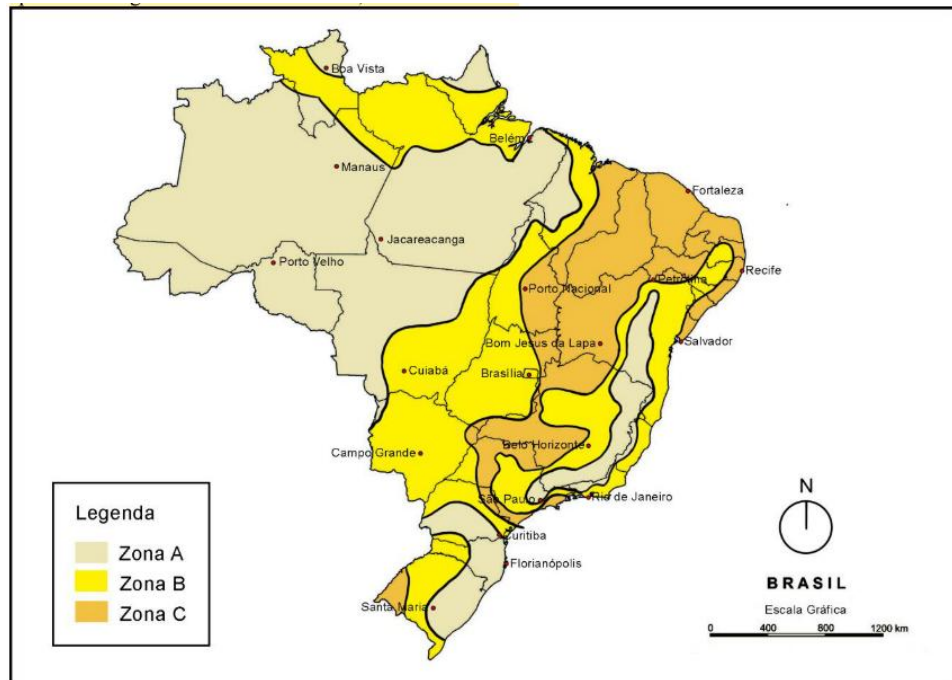 Boa Vista
Belém
Manaus
Fortaleza
Jacareacanga
Porto Velho
Recife
Petrolina
Porto Nacional
Bom Jesus da Lapa
Salvador
Cuiabá
Brasília
Belo Horizonte
Campo Grande
São Paulo
Rio de Janeiro
Curitiba
Florianópolis
Santa Maria
Legenda
Zona A
Zona B
Zona C
N
BRASIL
Escala Gráfica
0 400 800 1200 km